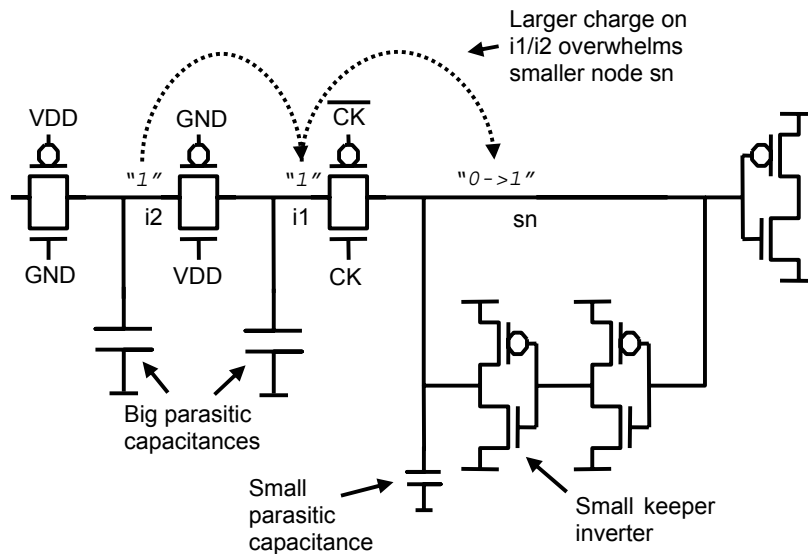 Larger charge on
i1/i2 overwhelms
smaller node sn
VDD
GND
CK
"1"
"1"
"0->1"
i2
i1
sn
GND
VDD
CK
Big parasitic
capacitances
Small
parasitic
capacitance
Small keeper
inverter